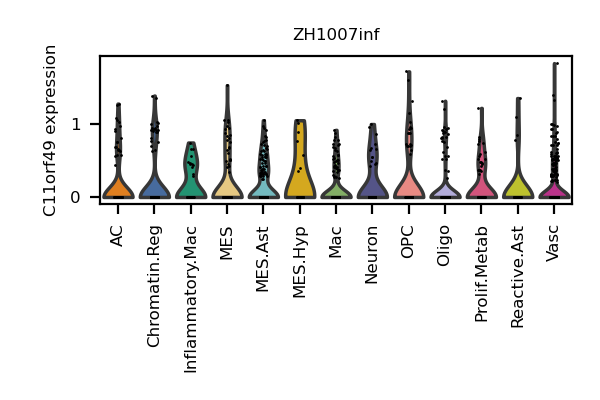 ZH1007inf
C11orf49 expression
1
0
AC
Chromatin.Reg
Inflammatory.Mac
MES
MES.Ast
MES.Hyp
Mac
Neuron
OPC
Oligo
Prolif.Metab
Reactive.Ast
Vasc